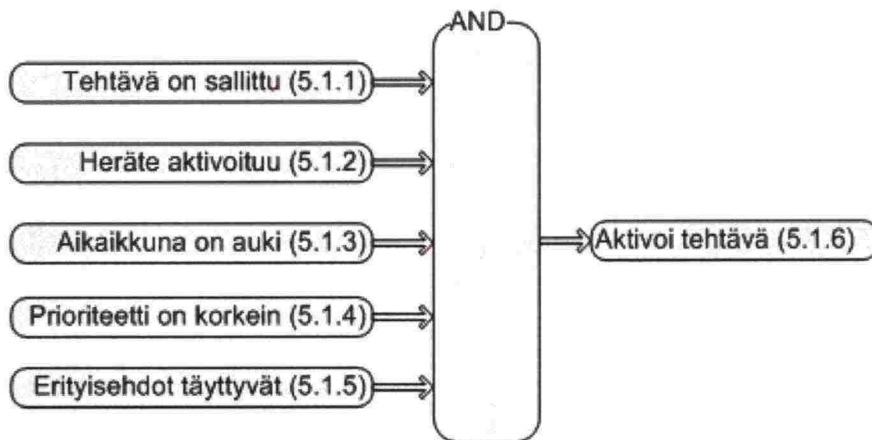 AND
Tehtävä on sallittu (5.1.1)
Heräte aktivoituu (5.1.2)
Aikaikkuna on auki (5.1.3)
Aktivoi tehtävä (5.1.6)
Prioriteetti on korkein (5.1.4)
Erityisehdot täyttyvät (5.1.5)